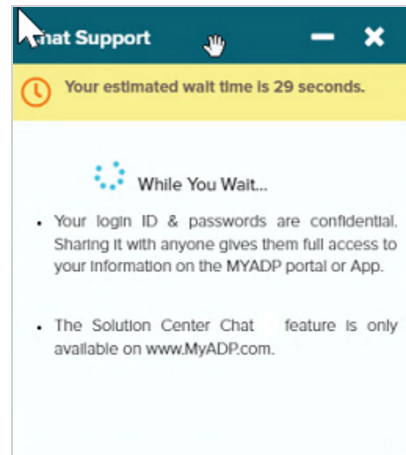 hat Support
Your estimated wait time is 29 seconds.
While You Wait...
• Your login ID & passwords are confidential.
Sharing it with anyone gives them full access to
your information on the MYADP portal or App.
• The Solution Center Chat feature is only
available on www.MyADP.com.